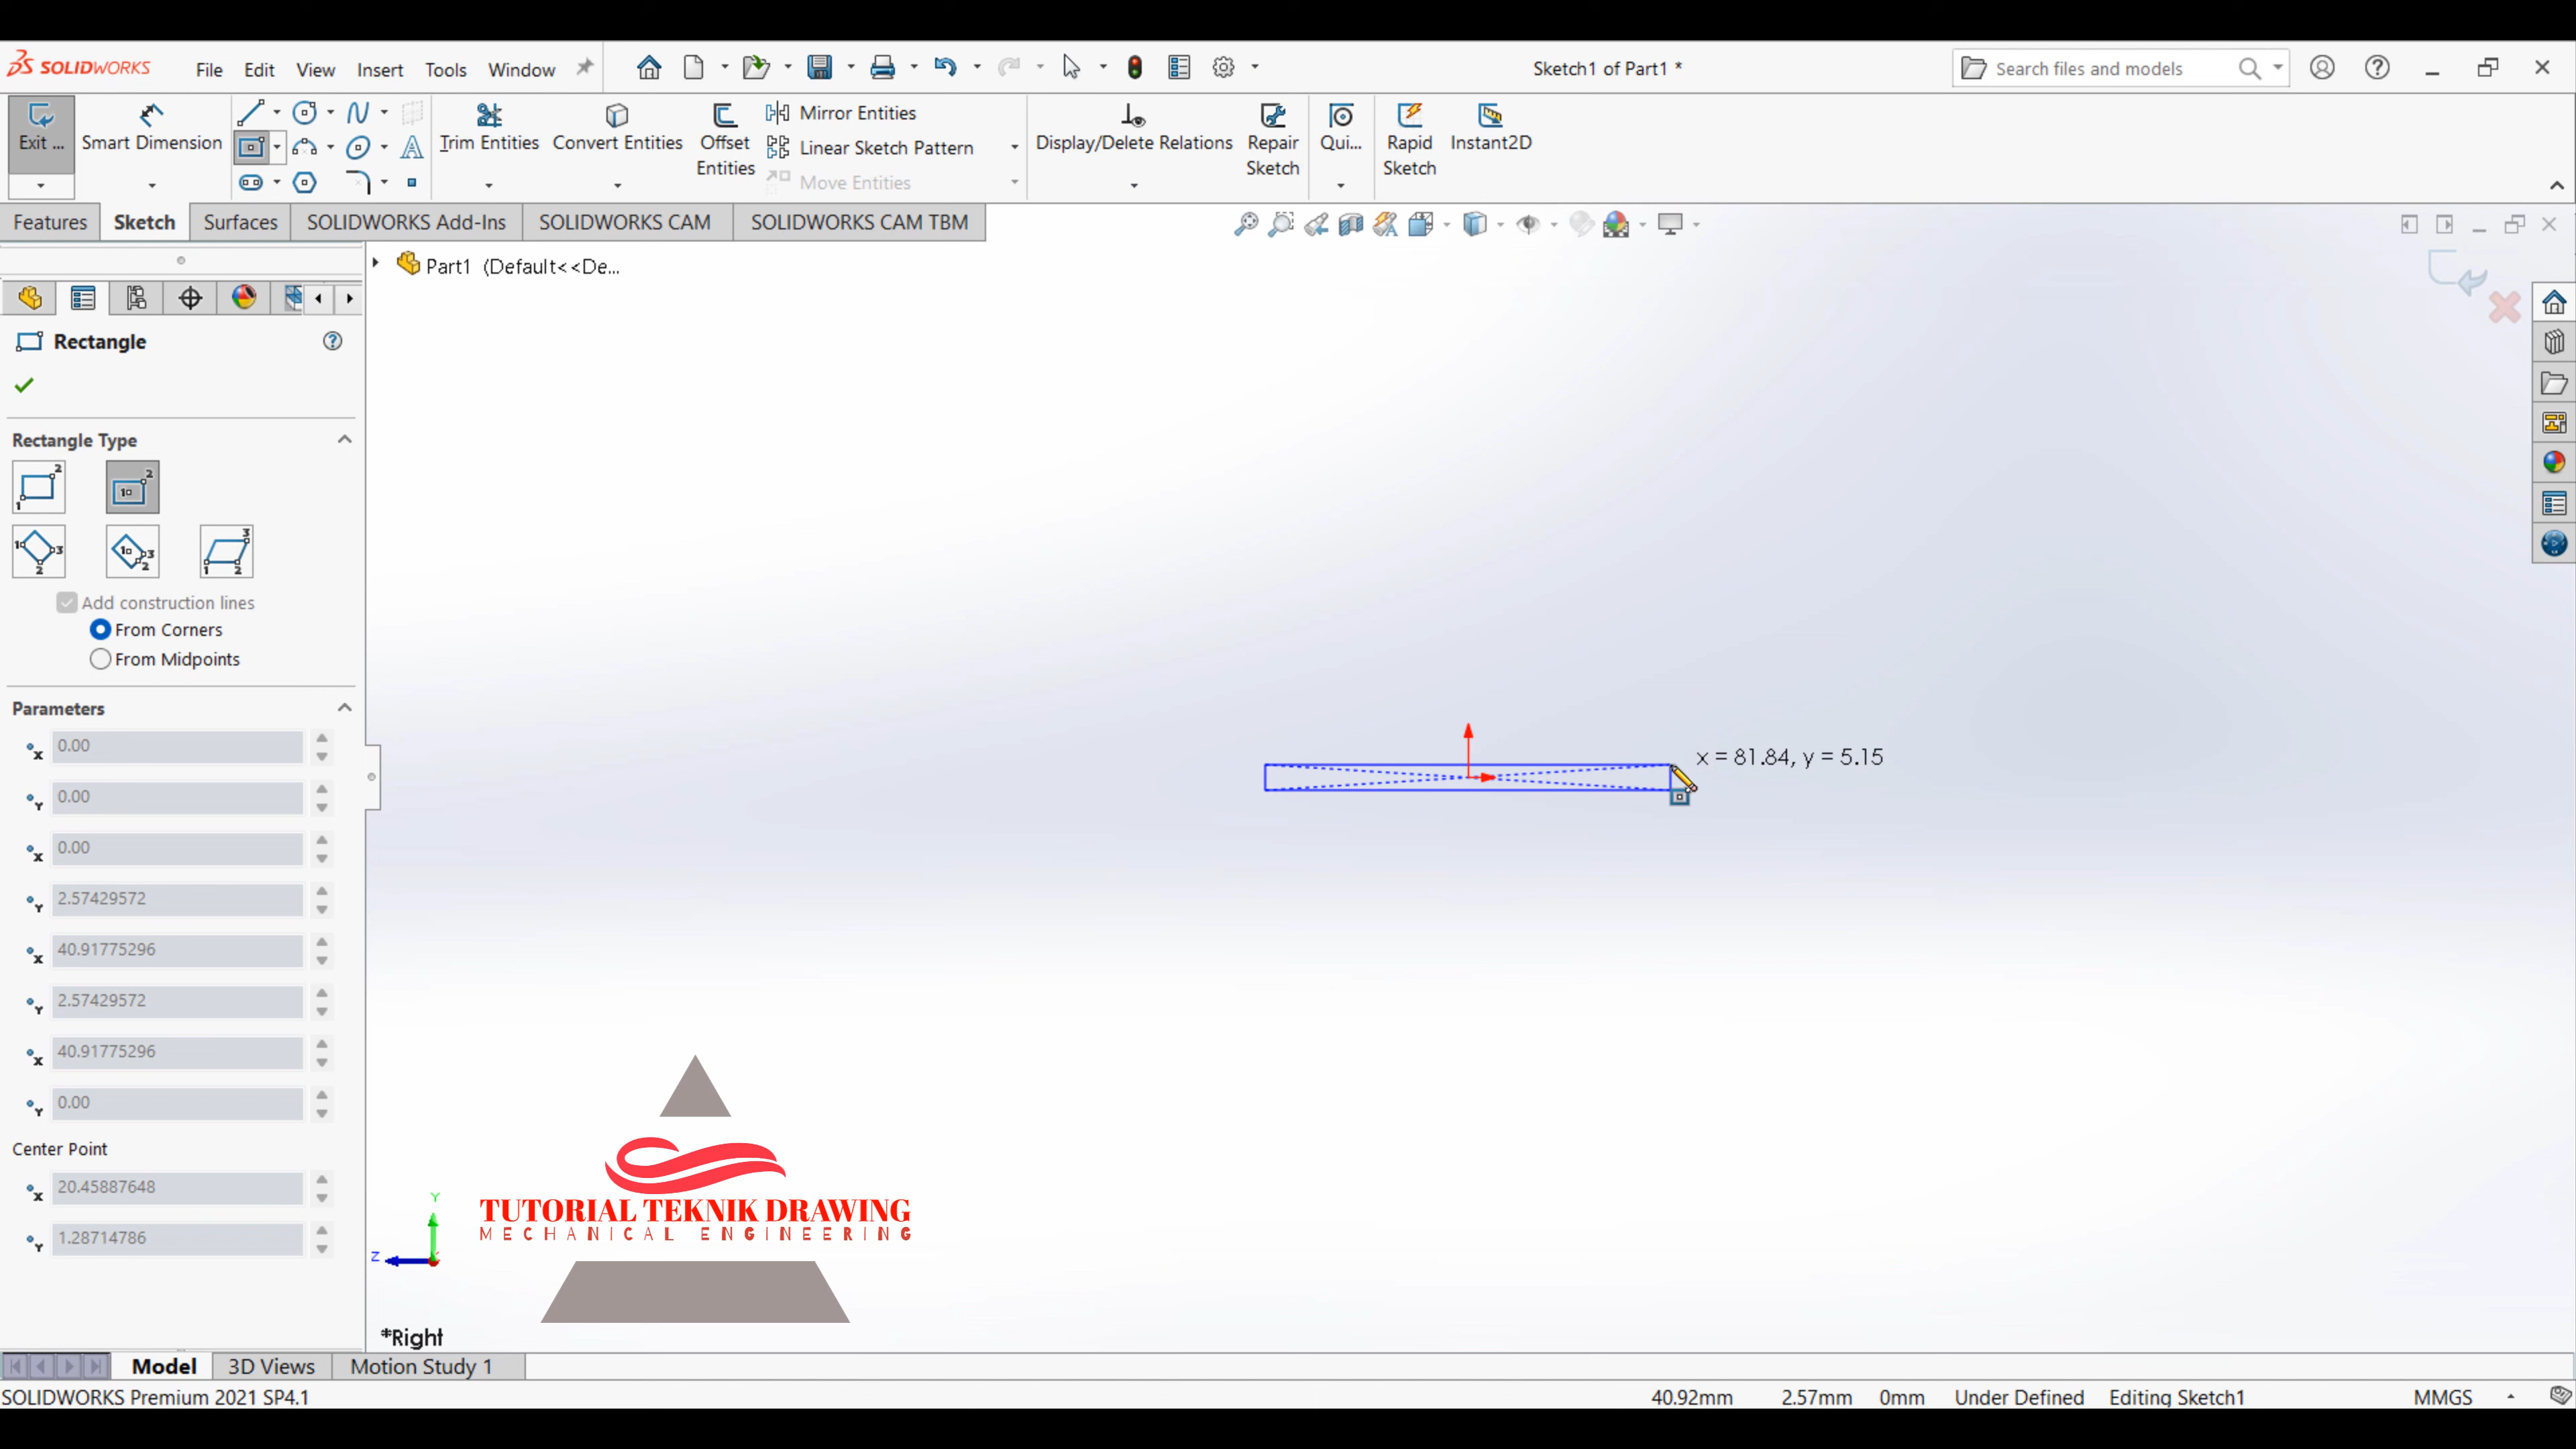 SOLIDWORKS File Edit View Insert Tools Window Sketch1 of Part1 * Search files and models
Exit ... Smart Dimension Trim Entities Convert Entities Offset Entities Mirror Entities Linear Sketch Pattern Move Entities Display/Delete Relations Repair Sketch Qui... Rapid Sketch Instant2D
Features Sketch Surfaces SOLIDWORKS Add-Ins SOLIDWORKS CAM SOLIDWORKS CAM TBM
Part1 (Default<<De...
Rectangle
Rectangle Type
Add construction lines
From Corners
From Midpoints
Parameters
0.00
0.00
0.00
2.57429572
40.91775296
2.57429572
40.91775296
0.00
Center Point
20.45887648
1.28714786
x = 81.84, y = 5.15
Y
Z
TUTORIAL TEKNIK DRAWING
MECHANICAL ENGINEERING
*Right
Model 3D Views Motion Study 1
SOLIDWORKS Premium 2021 SP4.1 40.92mm 2.57mm 0mm Under Defined Editing Sketch1 MMGS